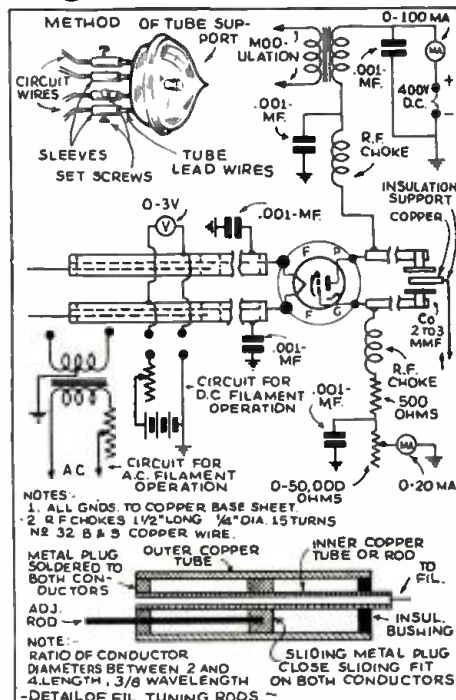 METHOD OF TUBE SUPPORT
CIRCUIT WIRES
SLEEVES
SET SCREWS
TUBE LEAD WIRES
MODULATION
.001-MF.
.001-MF.
0-100 MA
MA
+
400V D.C.
-
R.F. CHOKE
INSULATION SUPPORT
COPPER
0-3V
V
.001-MF.
F P
F G
Co 2 TO 3 MMF
.001-MF.
R.F. CHOKE
500 OHMS
.001-MF.
MA
0-20 MA
0-50,000 OHMS
CIRCUIT FOR D.C. FILAMENT OPERATION
A.C.
CIRCUIT FOR A.C. FILAMENT OPERATION
NOTES:-
1. ALL GNDS. TO COPPER BASE SHEET.
2. R F CHOKES 1 1/2" LONG 1/4" DIA. 15 TURNS
Nº 32 B & S COPPER WIRE.
METAL PLUG SOLDERED TO BOTH CONDUCTORS
OUTER COPPER TUBE
INNER COPPER TUBE OR ROD
TO FIL.
ADJ. ROD
INSUL. BUSHING
SLIDING METAL PLUG CLOSE SLIDING FIT ON BOTH CONDUCTORS
NOTE:-
RATIO OF CONDUCTOR
DIAMETERS BETWEEN 2 AND
4. LENGTH, 3/8 WAVELENGTH
-DETAIL OF FIL. TUNING RODS-